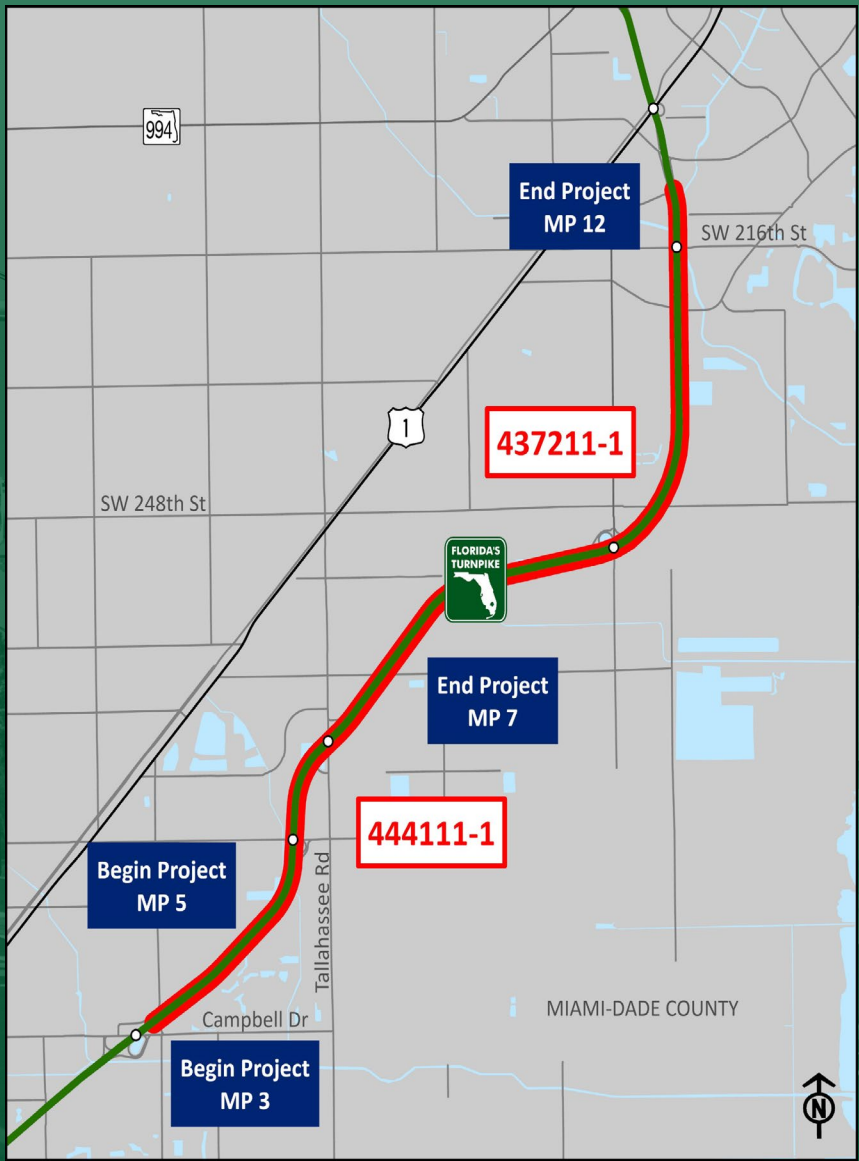 994
End Project
MP 12
SW 216th St
1
437211-1
SW 248th St
FLORIDA'S
TURNPIKE
End Project
MP 7
444111-1
Begin Project
MP 5
Tallahassee Rd
MIAMI-DADE COUNTY
Campbell Dr
Begin Project
MP 3
N